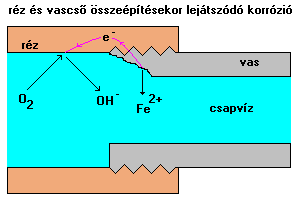 réz és vascső összeépítésekor lejátszódó korrózió
réz
e-
vas
O2
OH-
Fe2+
csapvíz